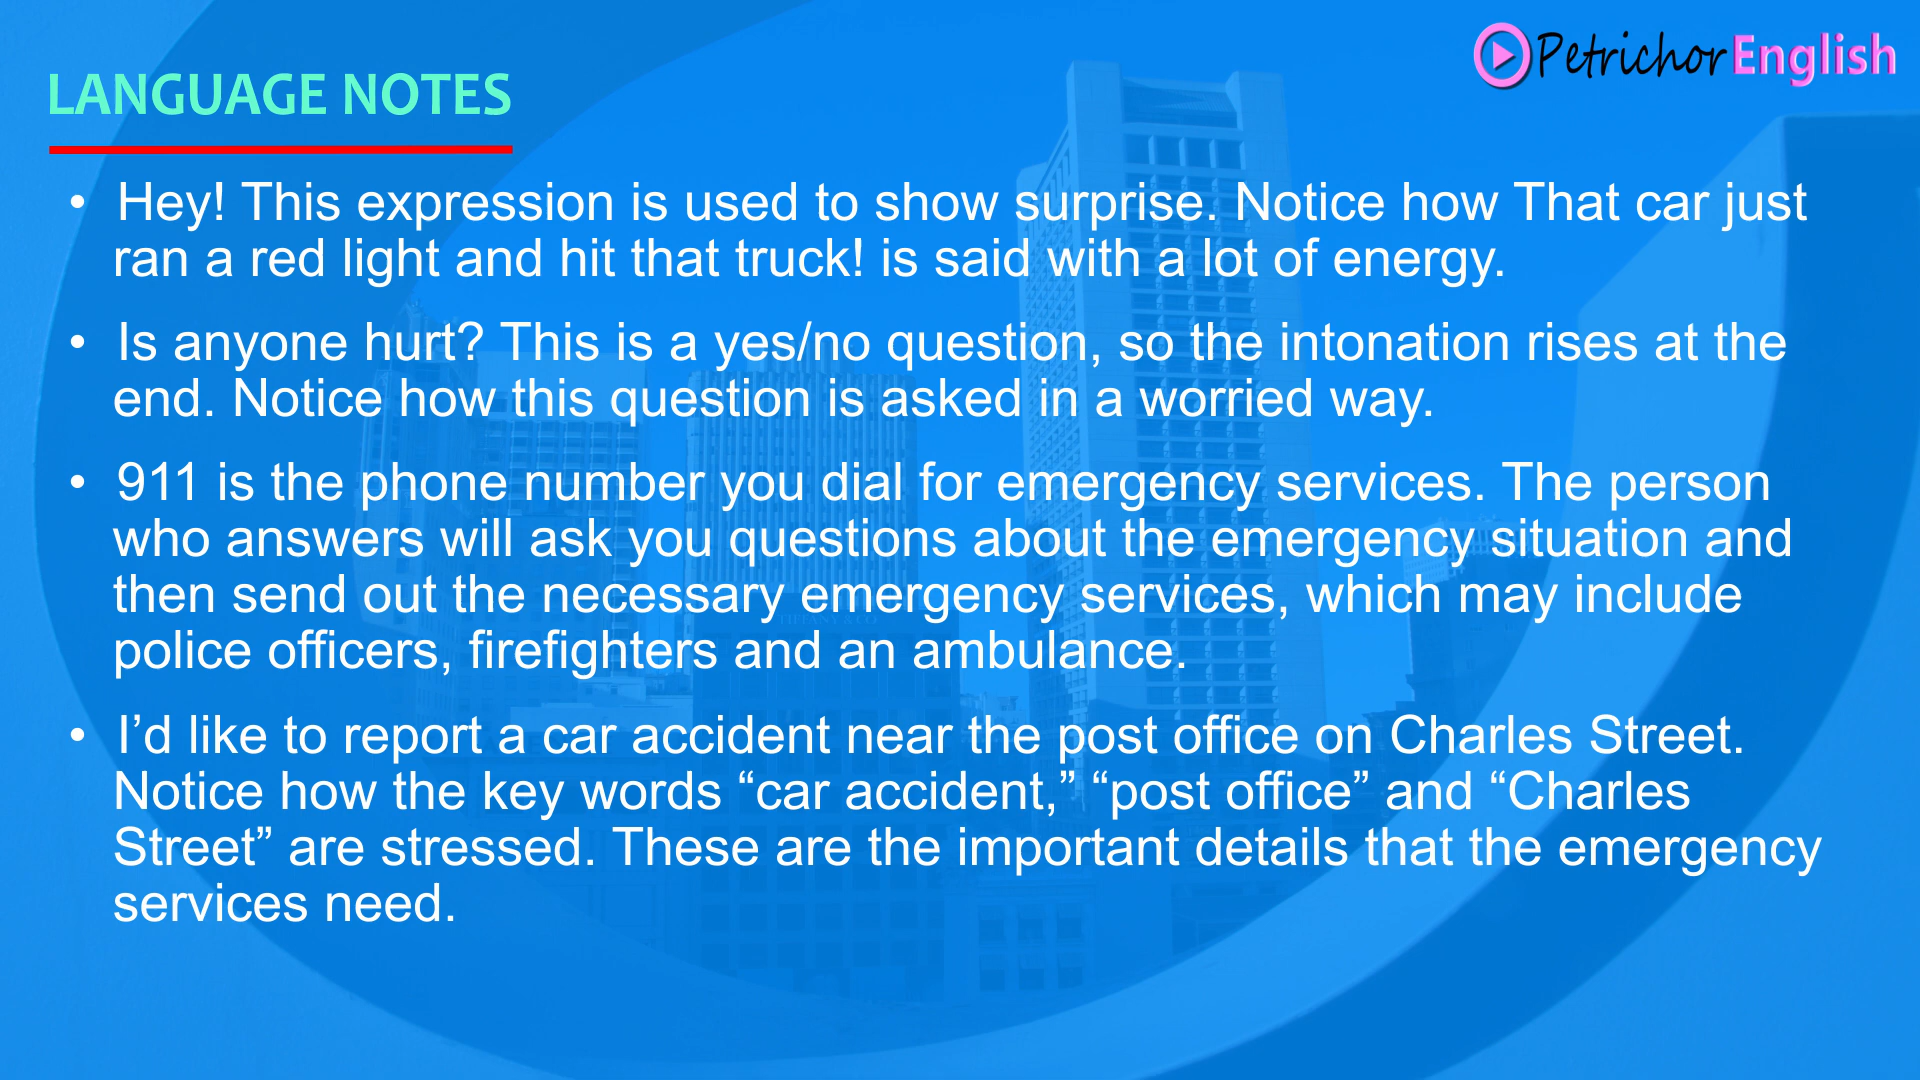 Petrichor English
LANGUAGE NOTES
• Hey! This expression is used to show surprise. Notice how That car just
ran a red light and hit that truck! is said with a lot of energy.
• Is anyone hurt? This is a yes/no question, so the intonation rises at the
end. Notice how this question is asked in a worried way.
• 911 is the phone number you dial for emergency services. The person
who answers will ask you questions about the emergency situation and
then send out the necessary emergency services, which may include
police officers, firefighters and an ambulance.
• I’d like to report a car accident near the post office on Charles Street.
Notice how the key words “car accident,” “post office” and “Charles
Street” are stressed. These are the important details that the emergency
services need.
TIFFANY & CO